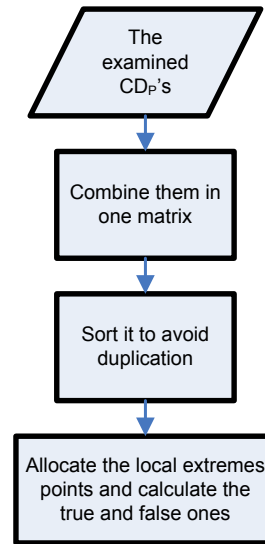 The
examined
CDP's
Combine them in
one matrix
Sort it to avoid
duplication
Allocate the local extremes
points and calculate the
true and false ones